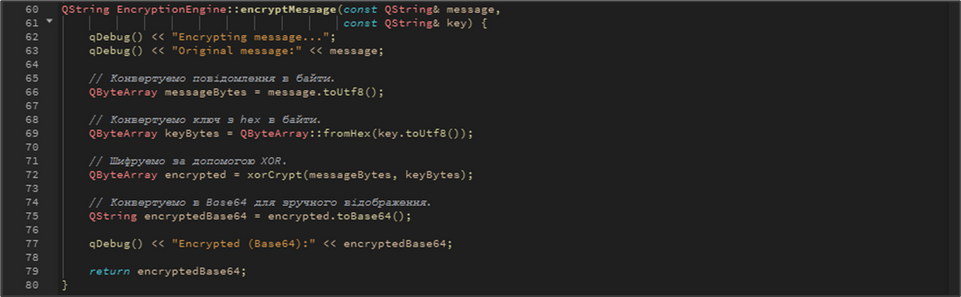 60 QString EncryptionEngine::encryptMessage(const QString& message,
61 const QString& key) {
62 qDebug() << "Encrypting message...";
63 qDebug() << "Original message:" << message;
64
65 // Конвертуємо повідомлення в байти.
66 QByteArray messageBytes = message.toUtf8();
67
68 // Конвертуємо ключ з hex в байти.
69 QByteArray keyBytes = QByteArray::fromHex(key.toUtf8());
70
71 // Шифруємо за допомогою XOR.
72 QByteArray encrypted = xorCrypt(messageBytes, keyBytes);
73
74 // Конвертуємо в Base64 для зручного відображення.
75 QString encryptedBase64 = encrypted.toBase64();
76
77 qDebug() << "Encrypted (Base64):" << encryptedBase64;
78
79 return encryptedBase64;
80 }